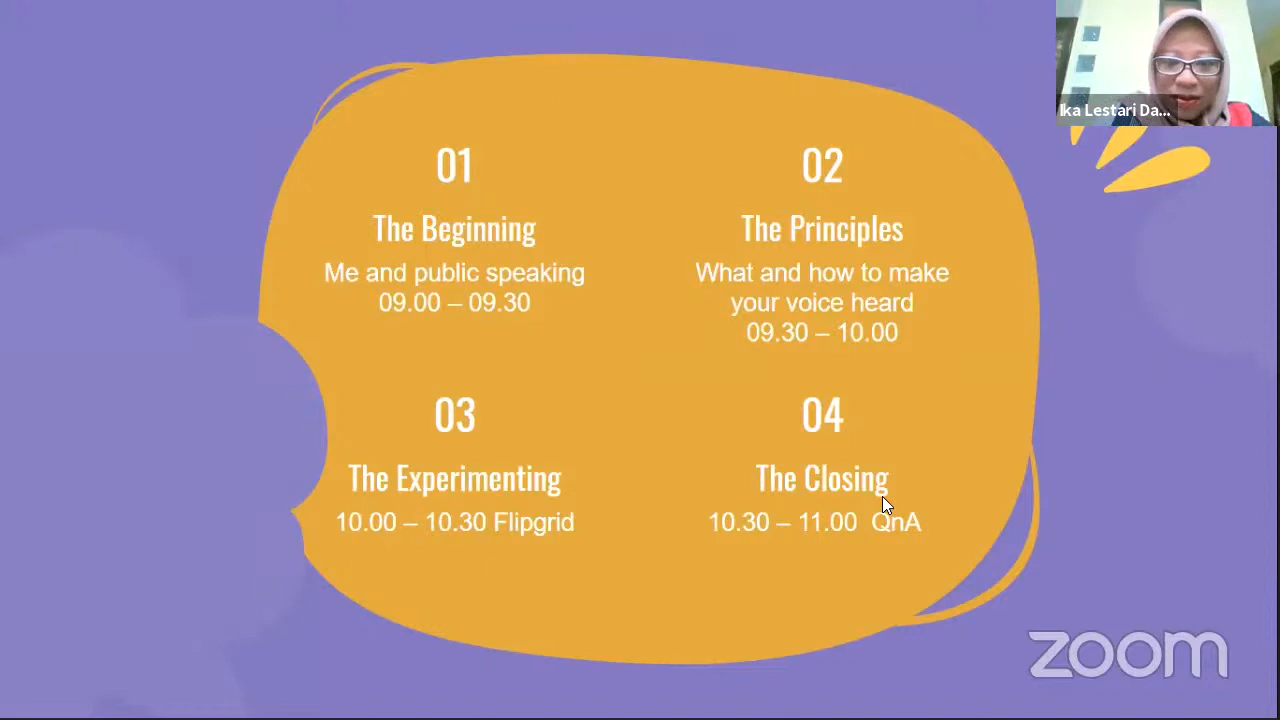 Ika Lestari Da...
01
The Beginning
Me and public speaking
09.00 – 09.30
02
The Principles
What and how to make
your voice heard
09.30 – 10.00
03
The Experimenting
10.00 – 10.30 Flipgrid
04
The Closing
10.30 – 11.00 QnA
zoom